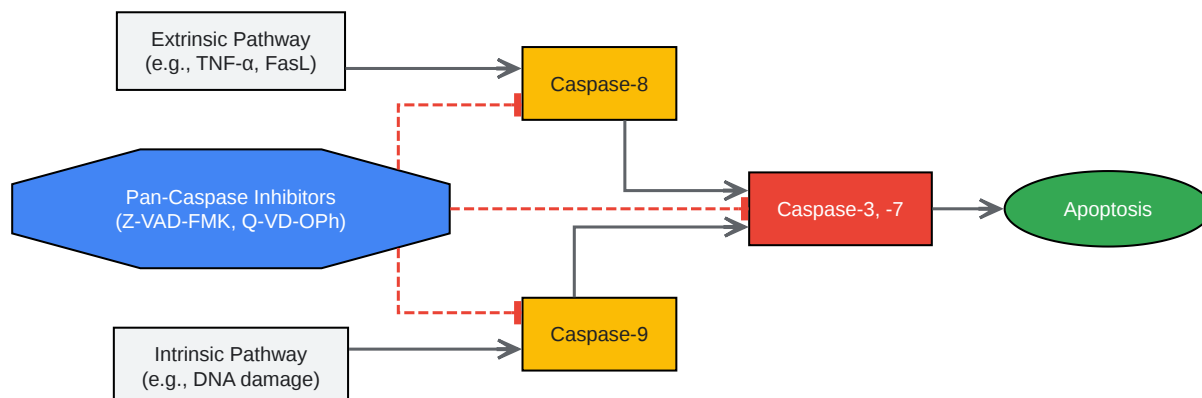 Extrinsic Pathway
(e.g., TNF-α, FasL)
Caspase-8
Pan-Caspase Inhibitors
(Z-VAD-FMK, Q-VD-OPh)
Caspase-3, -7
Apoptosis
Caspase-9
Intrinsic Pathway
(e.g., DNA damage)